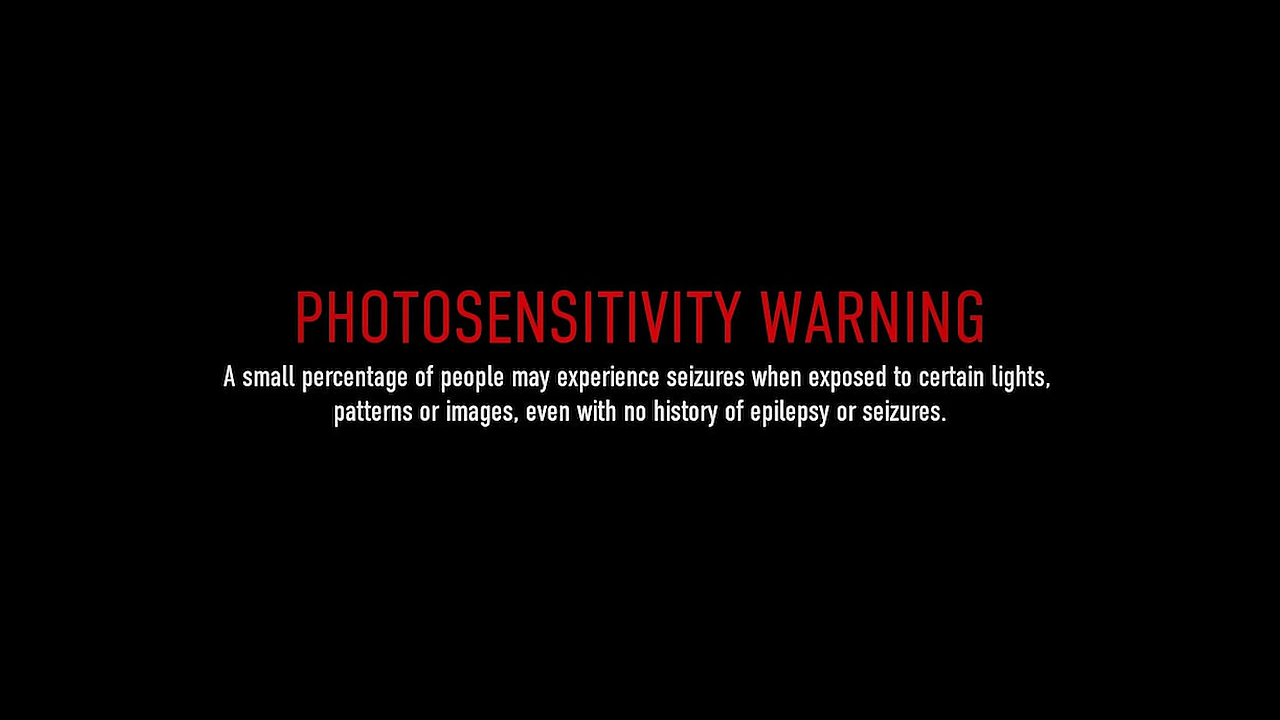 PHOTOSENSITIVITY WARNING
A small percentage of people may experience seizures when exposed to certain lights,
patterns or images, even with no history of epilepsy or seizures.